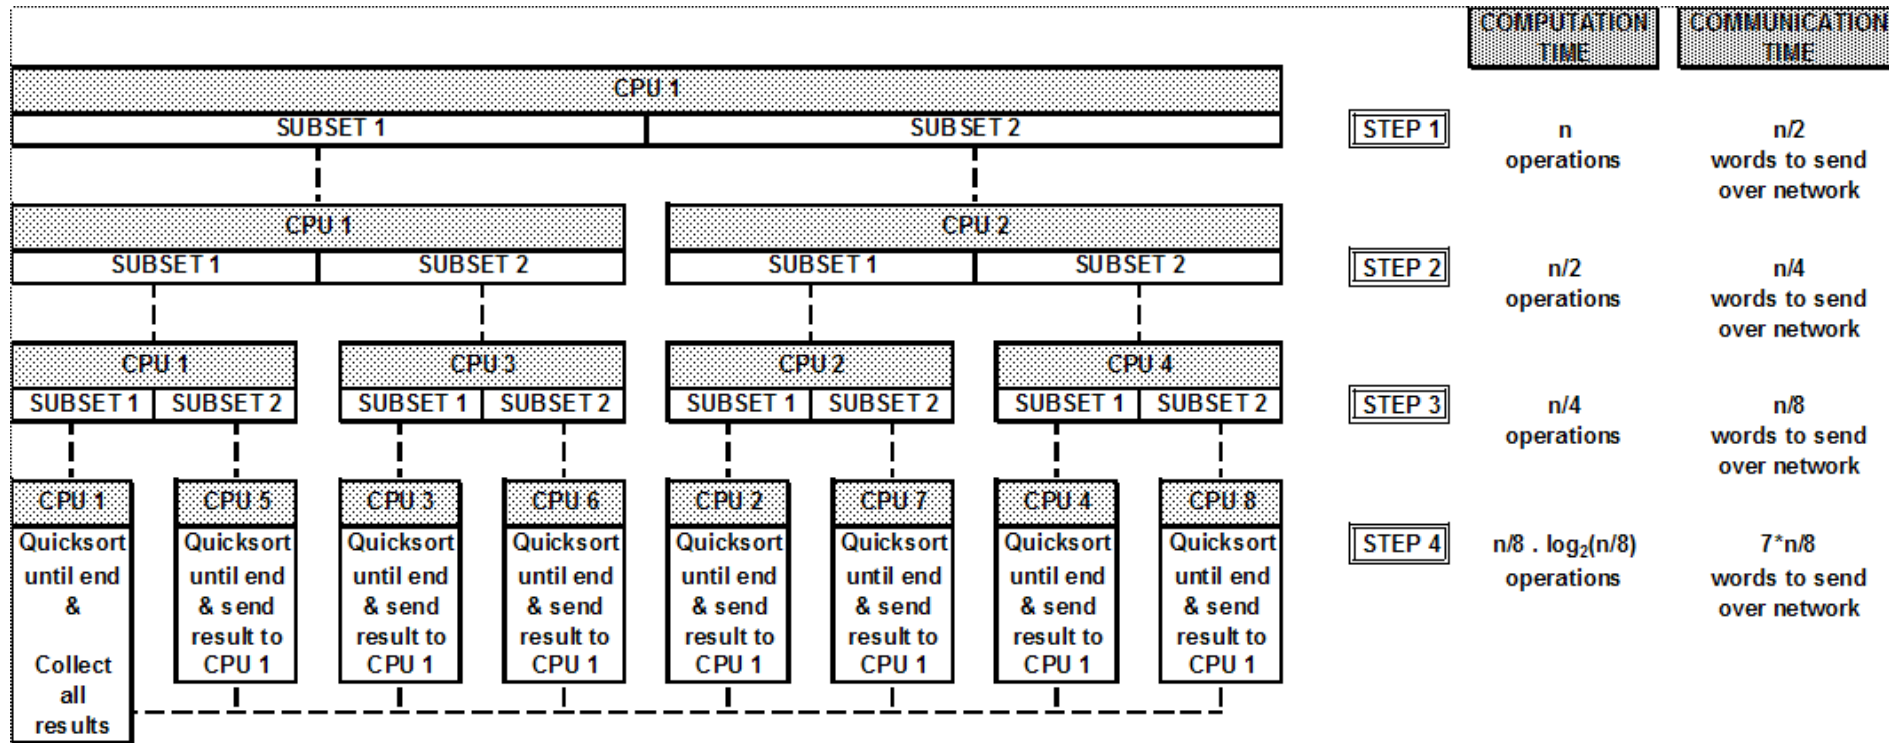 COMPUTATION
TIME
COMMUNICATION
TIME
CPU 1
SUBSET 1
SUBSET 2
STEP 1
n
operations
n/2
words to send
over network
CPU 1
SUBSET 1
SUBSET 2
CPU 2
SUBSET 1
SUBSET 2
STEP 2
n/2
operations
n/4
words to send
over network
CPU 1
SUBSET 1
SUBSET 2
CPU 3
SUBSET 1
SUBSET 2
CPU 2
SUBSET 1
SUBSET 2
CPU 4
SUBSET 1
SUBSET 2
STEP 3
n/4
operations
n/8
words to send
over network
CPU 1
Quicksort
until end
&
Collect
all
results
CPU 5
Quicksort
until end
& send
result to
CPU 1
CPU 3
Quicksort
until end
& send
result to
CPU 1
CPU 6
Quicksort
until end
& send
result to
CPU 1
CPU 2
Quicksort
until end
& send
result to
CPU 1
CPU 7
Quicksort
until end
& send
result to
CPU 1
CPU 4
Quicksort
until end
& send
result to
CPU 1
CPU 8
Quicksort
until end
& send
result to
CPU 1
STEP 4
n/8 . log₂(n/8)
operations
7*n/8
words to send
over network